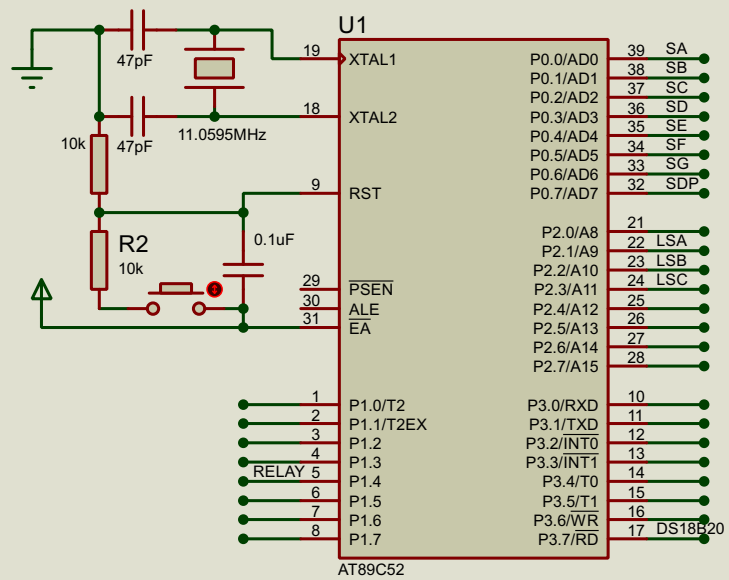 U1
47pF
47pF
11.0595MHz
10k
R2
10k
0.1uF
19 XTAL1
18 XTAL2
9 RST
29 PSEN
30 ALE
31 EA
1 P1.0/T2
2 P1.1/T2EX
3 P1.2
4 P1.3
RELAY 5 P1.4
6 P1.5
7 P1.6
8 P1.7
P0.0/AD0 39 SA
P0.1/AD1 38 SB
P0.2/AD2 37 SC
P0.3/AD3 36 SD
P0.4/AD4 35 SE
P0.5/AD5 34 SF
P0.6/AD6 33 SG
P0.7/AD7 32 SDP
P2.0/A8 21
P2.1/A9 22 LSA
P2.2/A10 23 LSB
P2.3/A11 24 LSC
P2.4/A12 25
P2.5/A13 26
P2.6/A14 27
P2.7/A15 28
P3.0/RXD 10
P3.1/TXD 11
P3.2/INT0 12
P3.3/INT1 13
P3.4/T0 14
P3.5/T1 15
P3.6/WR 16
P3.7/RD 17 DS18B20
AT89C52